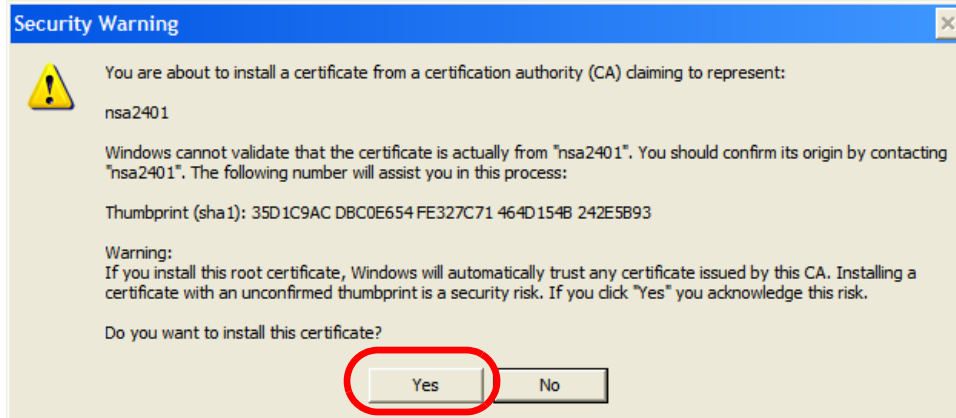 Security Warning
You are about to install a certificate from a certification authority (CA) claiming to represent:
nsa2401
Windows cannot validate that the certificate is actually from "nsa2401". You should confirm its origin by contacting
"nsa2401". The following number will assist you in this process:
Thumbprint (sha1): 35D1C9AC DBC0E654 FE327C71 464D154B 242E5B93
Warning:
If you install this root certificate, Windows will automatically trust any certificate issued by this CA. Installing a
certificate with an unconfirmed thumbprint is a security risk. If you click "Yes" you acknowledge this risk.
Do you want to install this certificate?
Yes No